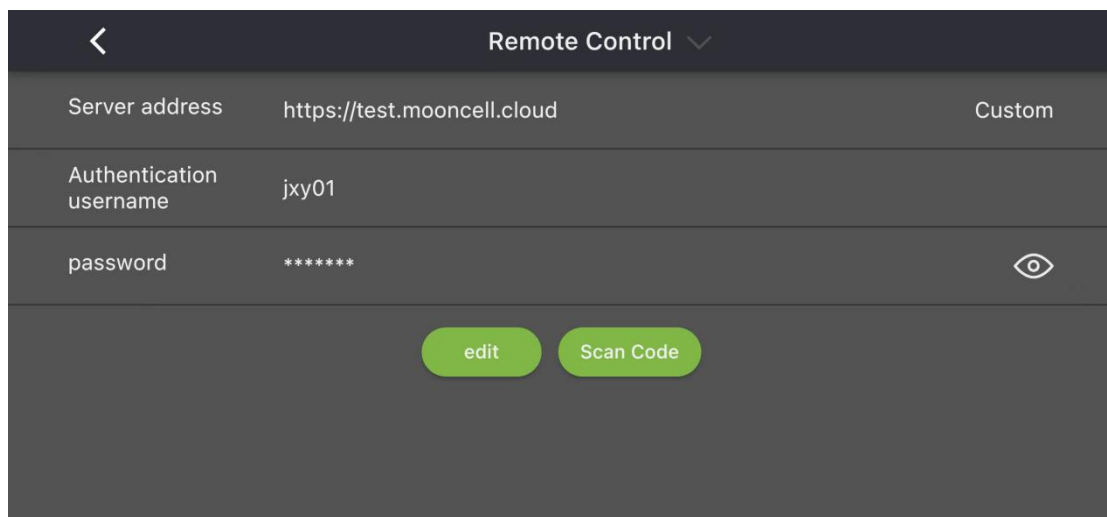 Remote Control
Server address https://test.mooncell.cloud Custom
Authentication
username jxy01
password *******
edit Scan Code